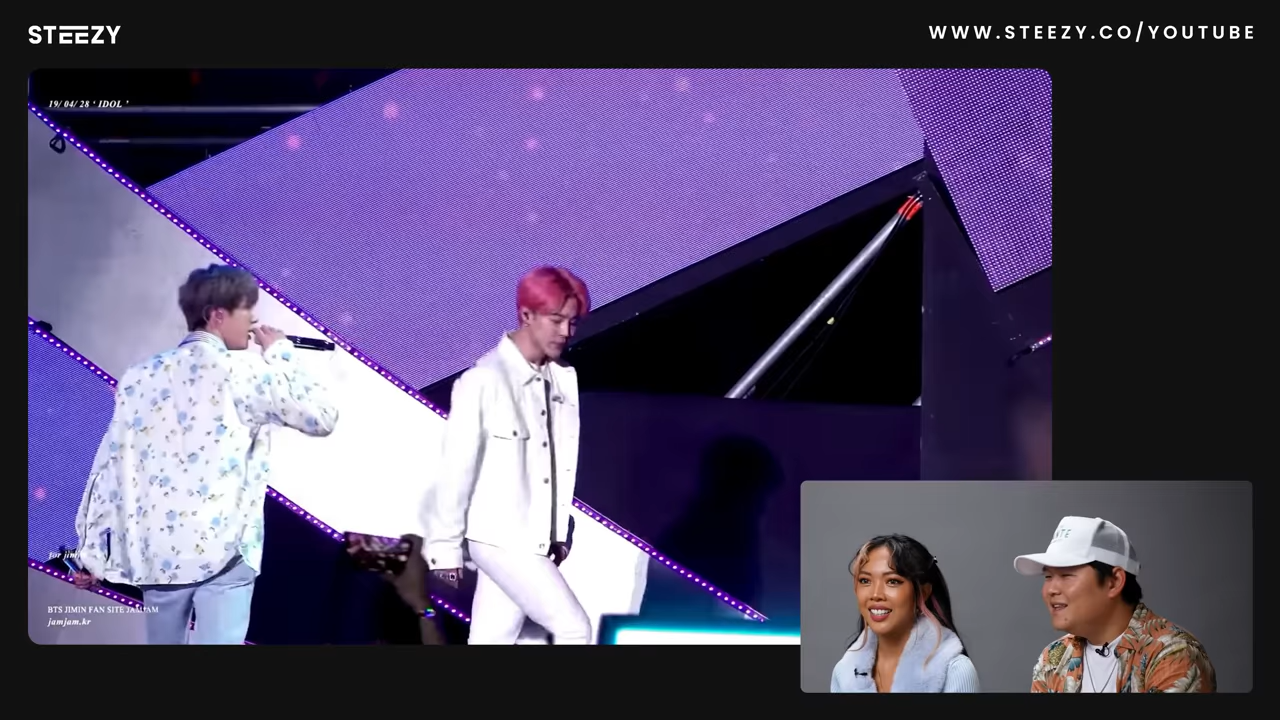 STEEZY
WWW.STEEZY.CO/YOUTUBE
19/ 04/ 28 ‘ IDOL ’
BTS JIMIN FAN SITE JAMJAM
jamjam.kr